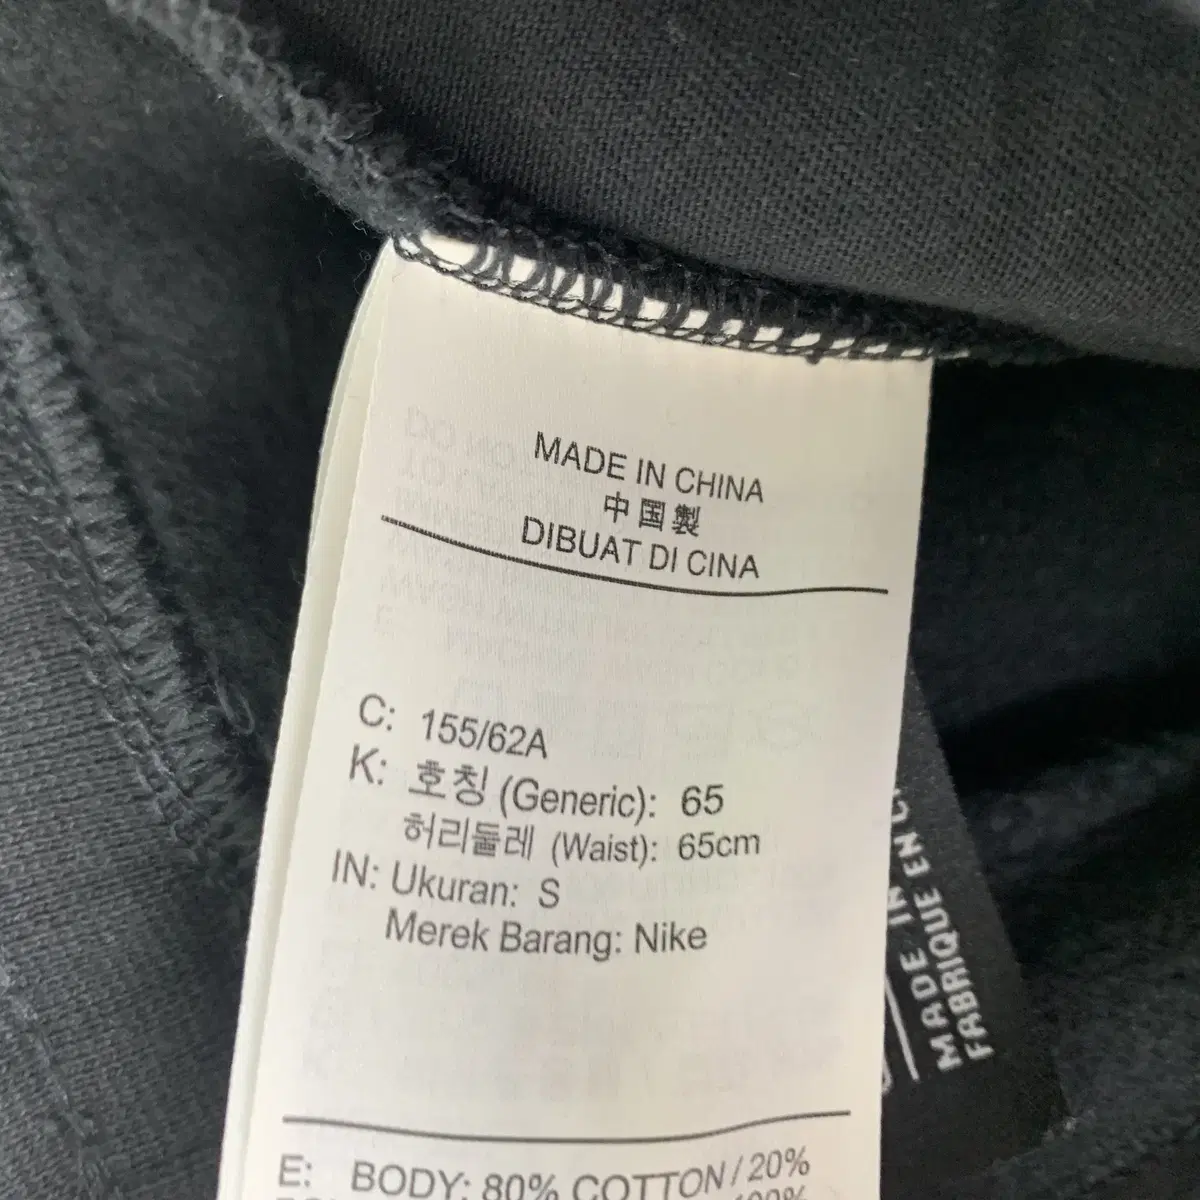 MADE IN CHINA
中国製
DIBUAT DI CINA
C: 155/62A
K: 호칭 (Generic): 65
허리둘레 (Waist): 65cm
IN: Ukuran: S
Merek Barang: Nike
E: BODY: 80% COTTON/20%
100%
MADE IN
FABRIQUE EN